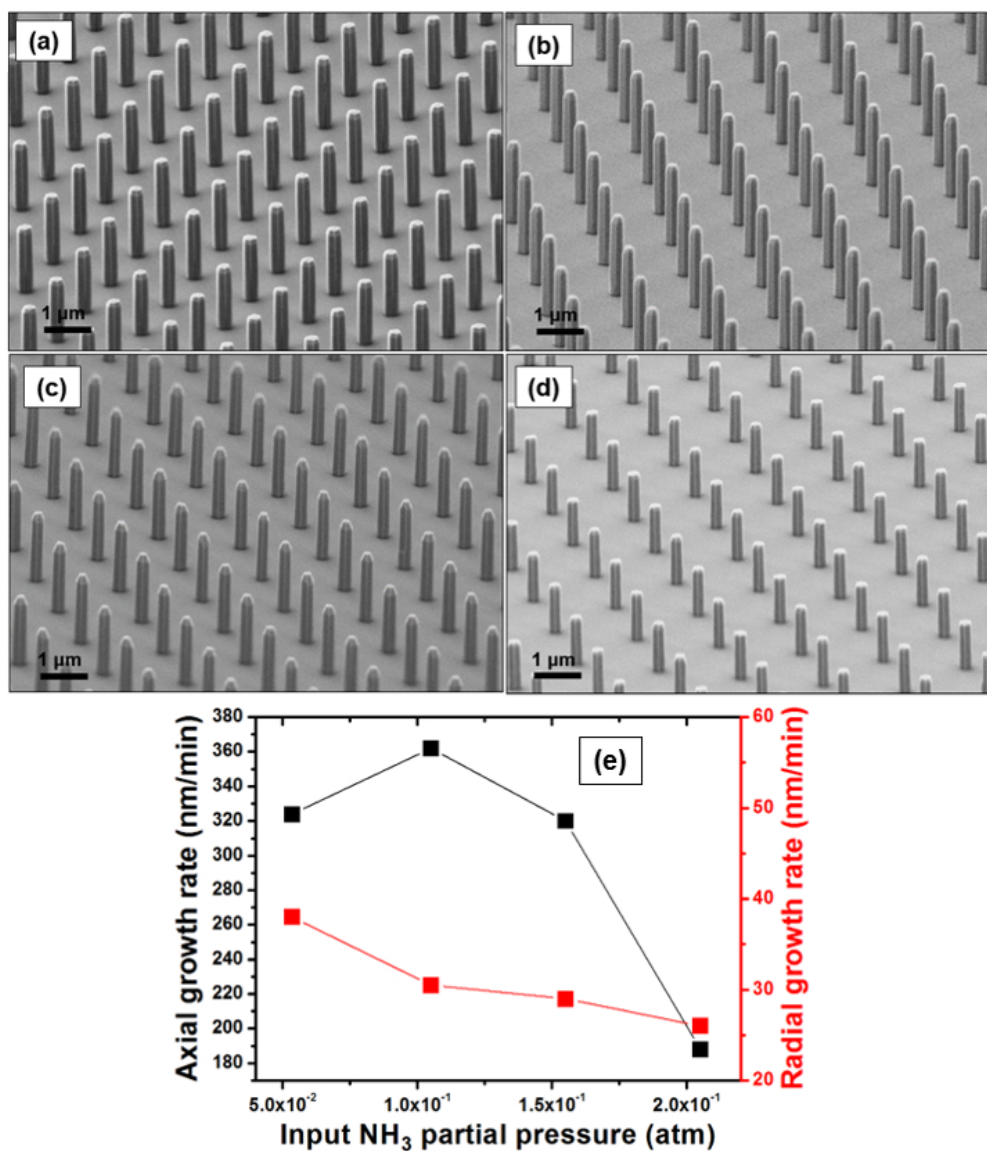 (a)
(b)
1 μm
1 μm
(c)
(d)
1 μm
1 μm
(e)
Axial growth rate (nm/min)
380
360
340
320
300
280
260
240
220
200
180
Radial growth rate (nm/min)
60
50
40
30
20
5.0x10⁻² 1.0x10⁻¹ 1.5x10⁻¹ 2.0x10⁻¹
Input NH₃ partial pressure (atm)